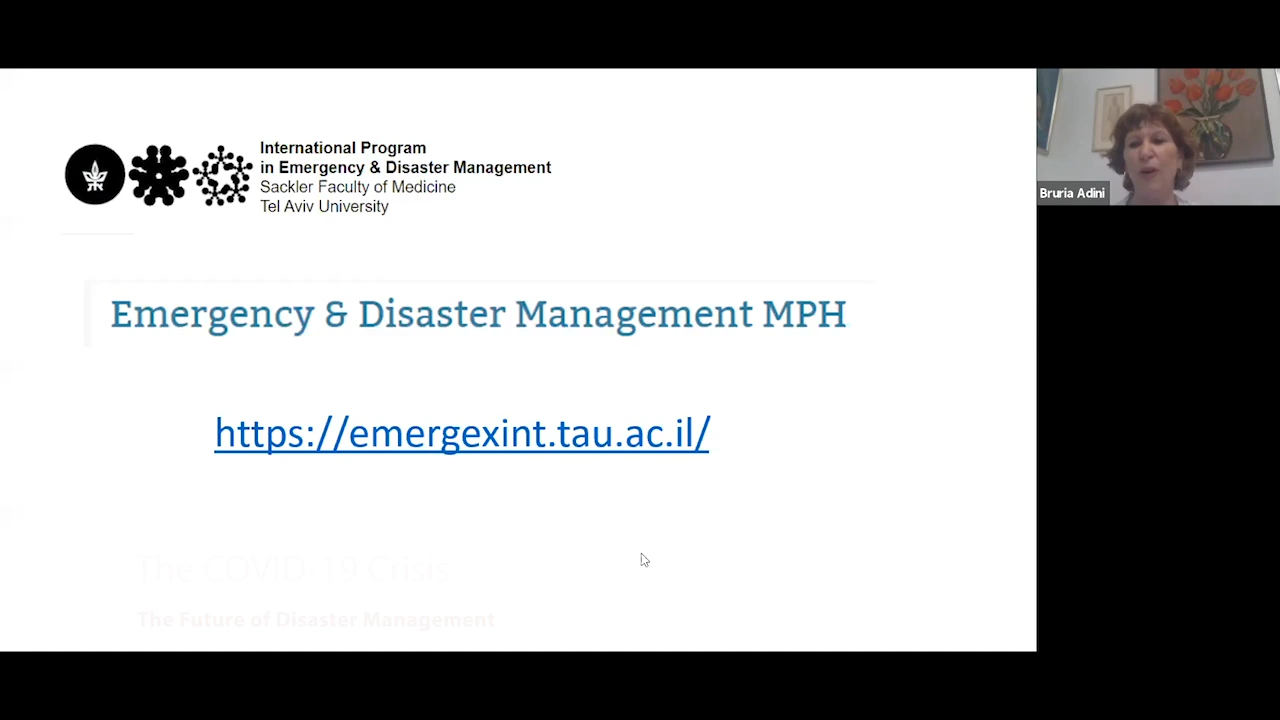 International Program
in Emergency & Disaster Management
Sackler Faculty of Medicine
Tel Aviv University
Bruria Adini
Emergency & Disaster Management MPH
https://emergexint.tau.ac.il/
The COVID-19 Crisis
The Future of Disaster Management